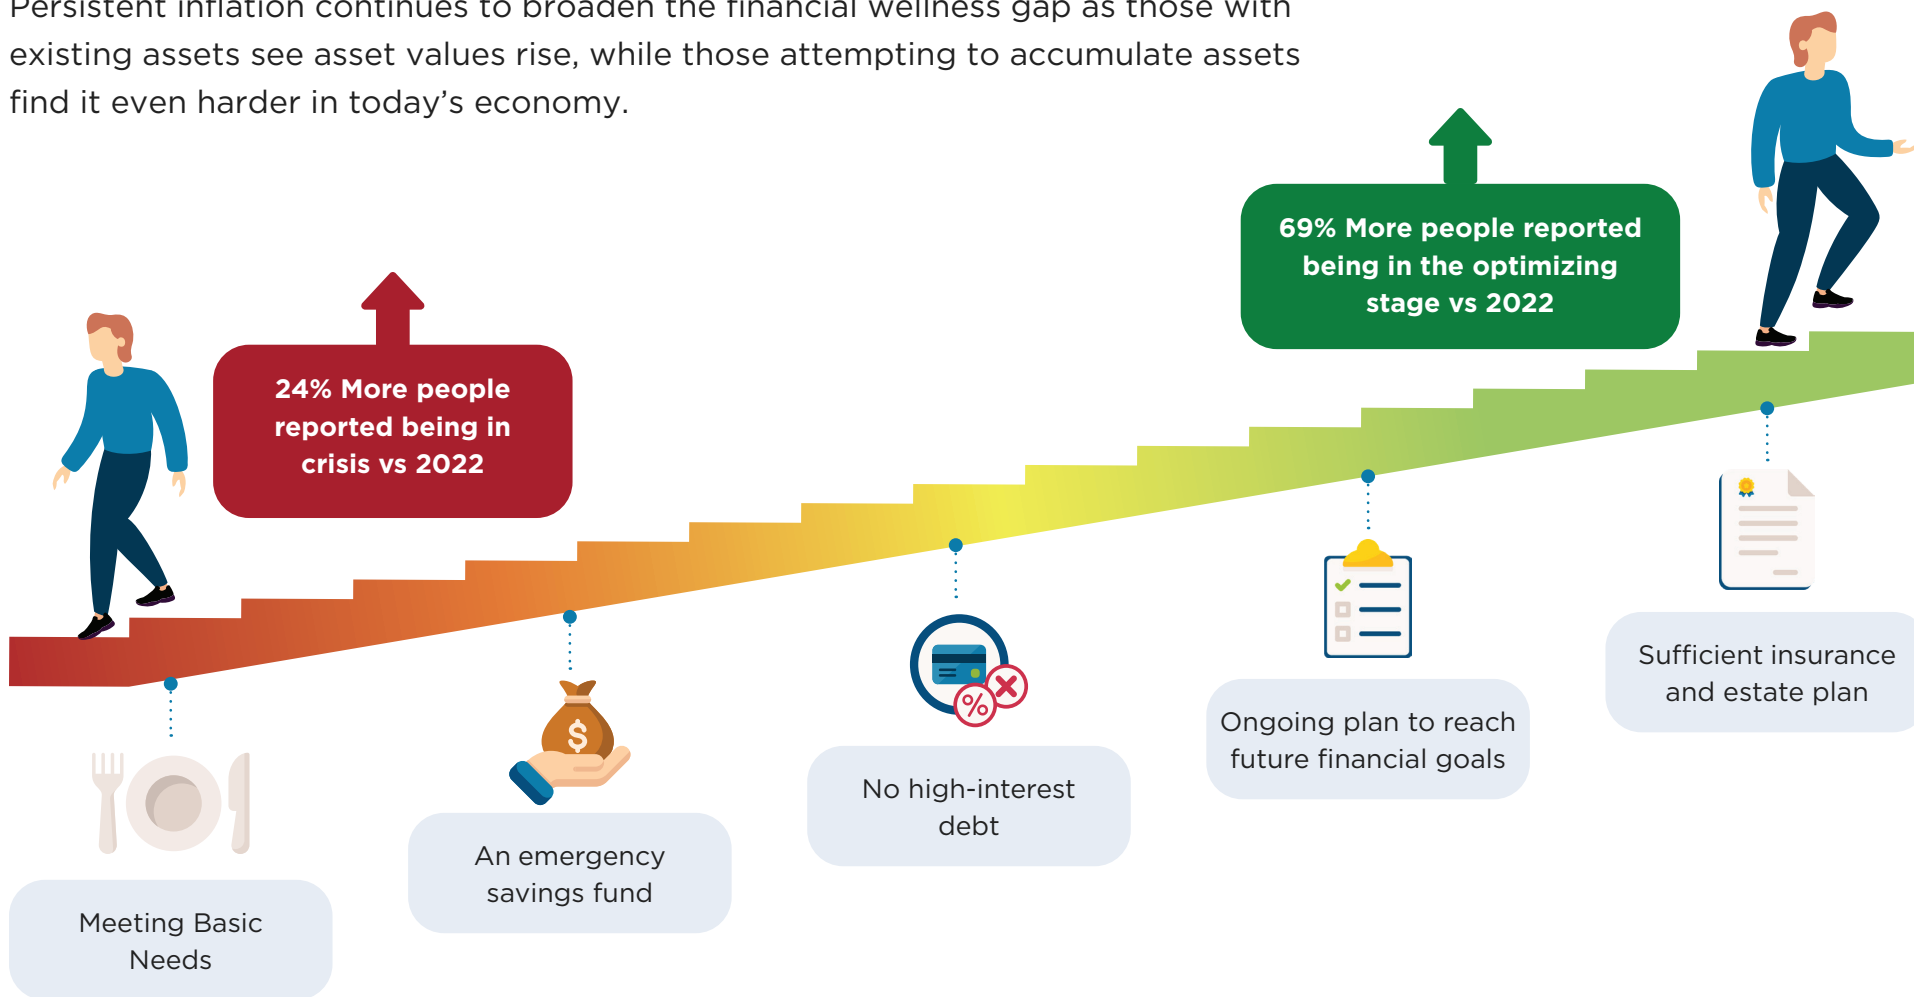 Persistent inflation continues to broaden the financial wellness gap as those with
existing assets see asset values rise, while those attempting to accumulate assets
find it even harder in today’s economy.
69% More people reported
being in the optimizing
stage vs 2022
24% More people
reported being in
crisis vs 2022
$
%
Meeting Basic
Needs
An emergency
savings fund
No high-interest
debt
Ongoing plan to reach
future financial goals
Sufficient insurance
and estate plan